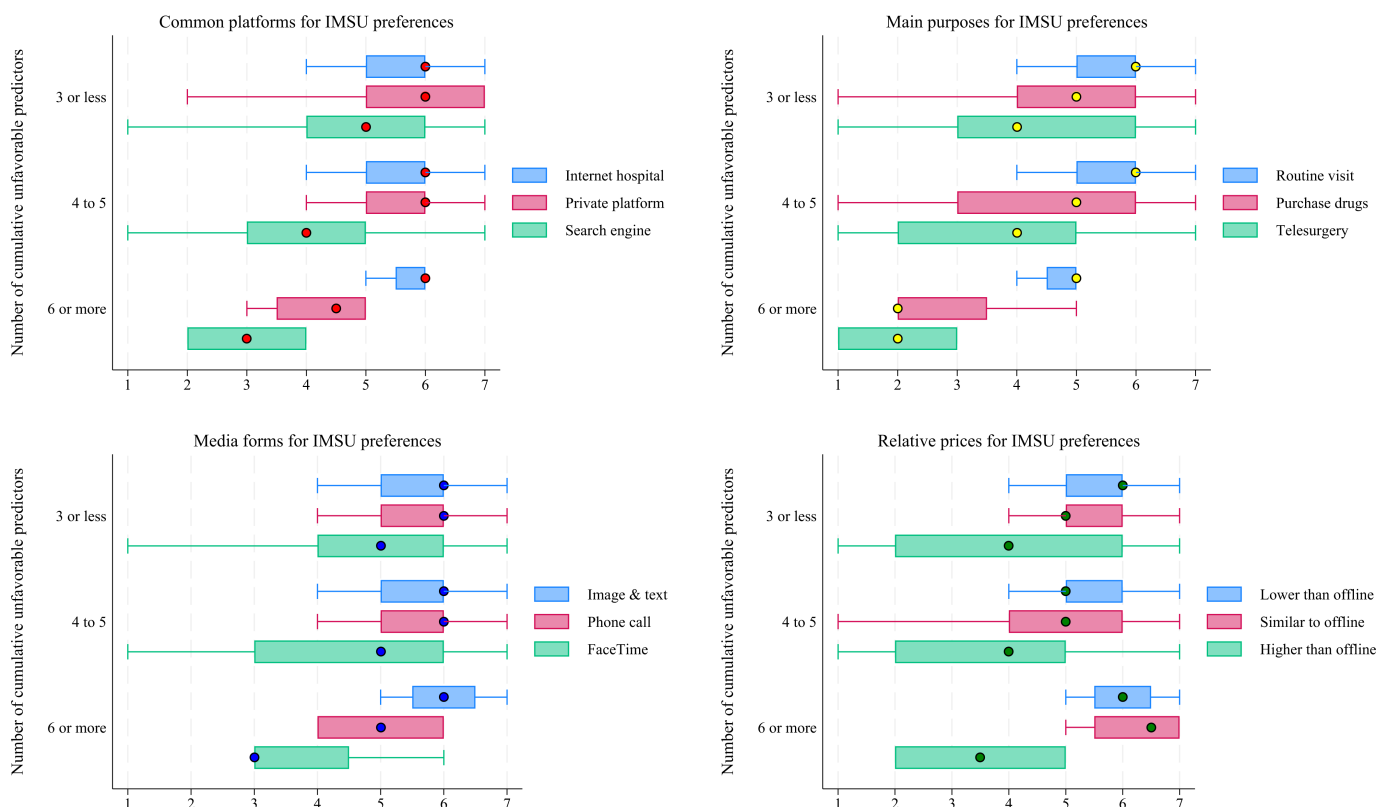 Common platforms for IMSU preferences
Number of cumulative unfavorable predictors
3 or less
4 to 5
6 or more
1 2 3 4 5 6 7
Internet hospital
Private platform
Search engine
Main purposes for IMSU preferences
Number of cumulative unfavorable predictors
3 or less
4 to 5
6 or more
1 2 3 4 5 6 7
Routine visit
Purchase drugs
Telesurgery
Media forms for IMSU preferences
Number of cumulative unfavorable predictors
3 or less
4 to 5
6 or more
1 2 3 4 5 6 7
Image & text
Phone call
FaceTime
Relative prices for IMSU preferences
Number of cumulative unfavorable predictors
3 or less
4 to 5
6 or more
1 2 3 4 5 6 7
Lower than offline
Similar to offline
Higher than offline